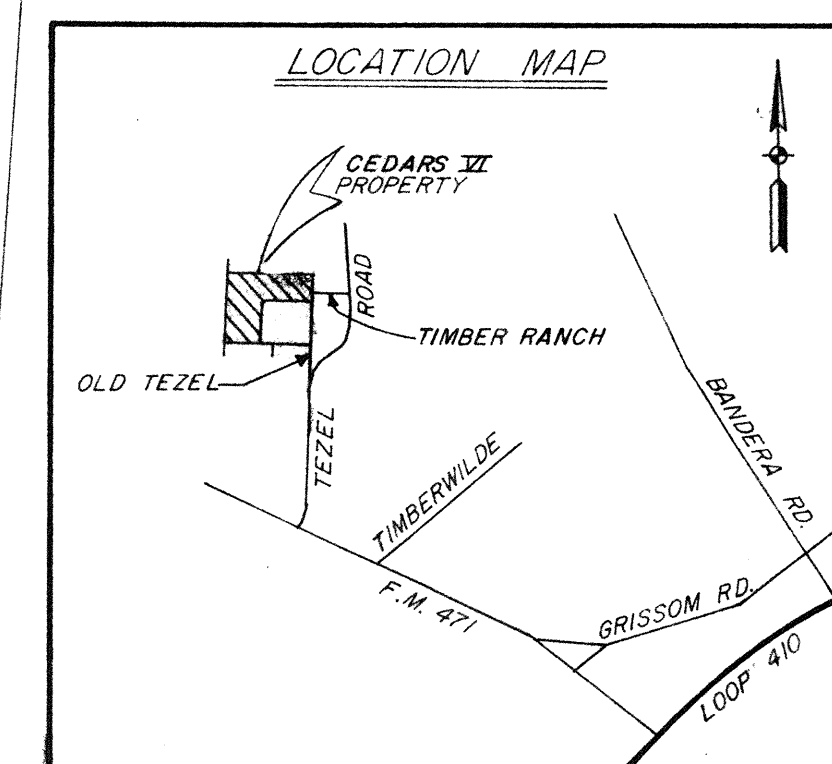 LOCATION MAP
CEDARS VI
PROPERTY
ROAD
TIMBER RANCH
OLD TEZEL
TEZEL
TIMBERWILDE
BANDERA RD.
F.M. 471
GRISSOM RD.
LOOP 410